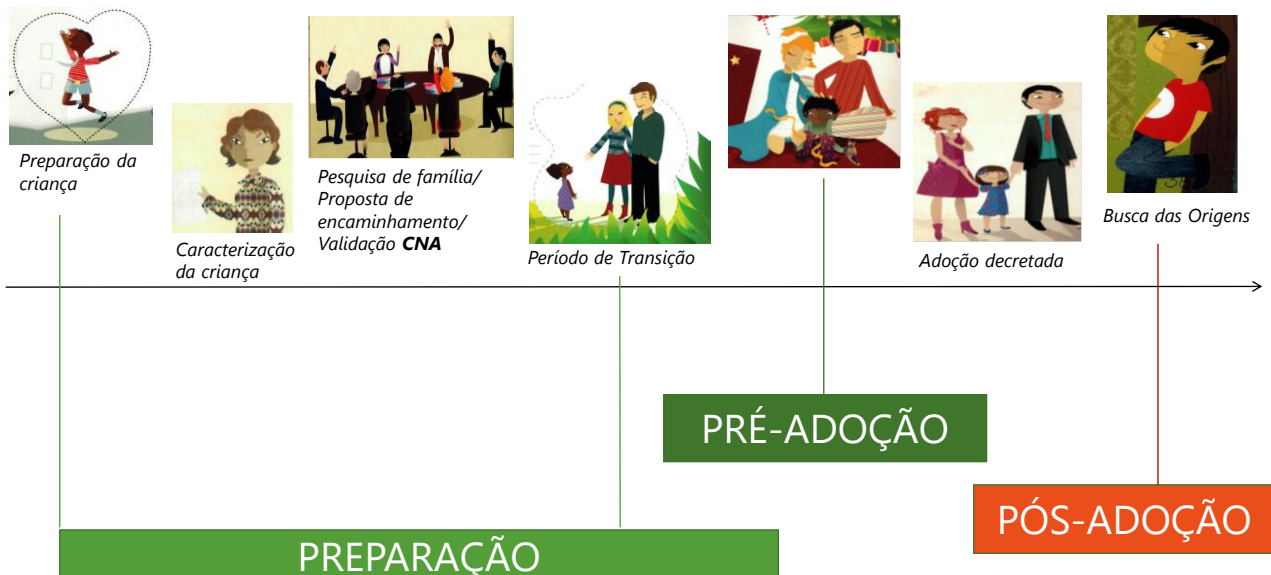 Preparação da
criança
Caracterização
da criança
Pesquisa de família/
Proposta de
encaminhamento/
Validação CNA
Período de Transição
Adoção decretada
Busca das Origens
PRÉ-ADOÇÃO
PÓS-ADOÇÃO
PREPARAÇÃO